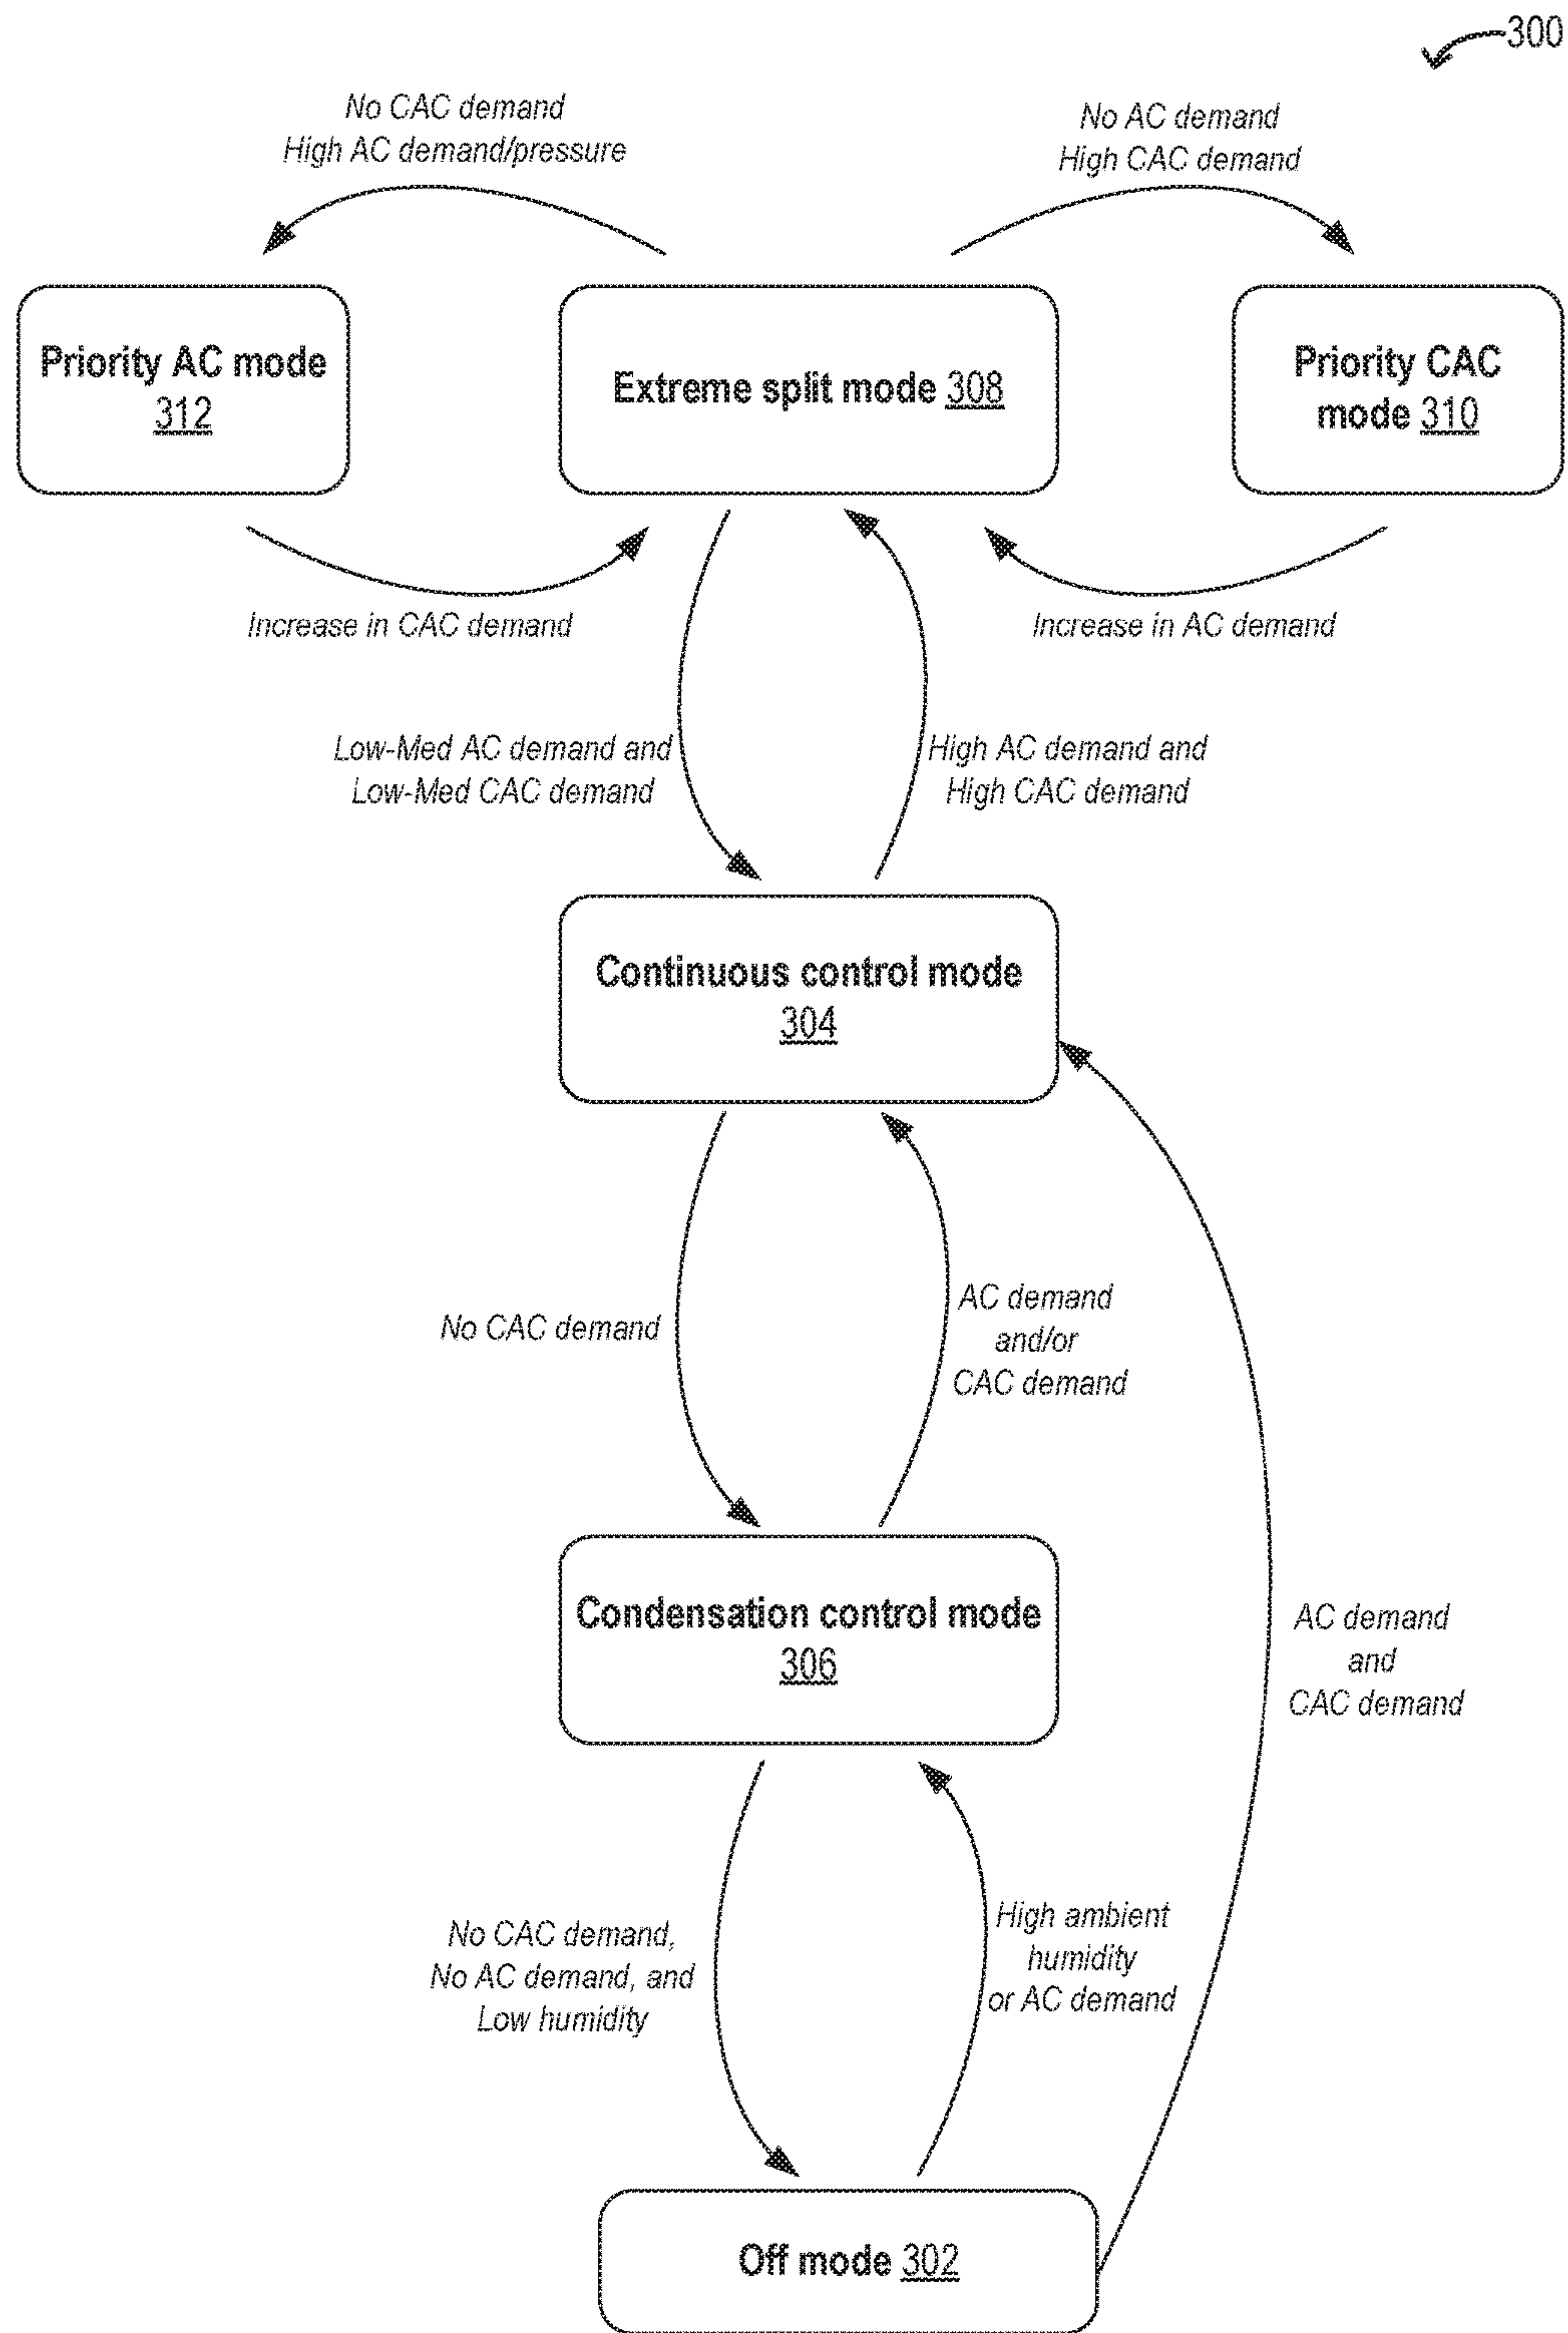 300
No CAC demand
High AC demand/pressure
No AC demand
High CAC demand
Priority AC mode
312
Extreme split mode 308
Priority CAC
mode 310
Increase in CAC demand
Increase in AC demand
Low-Med AC demand and
Low-Med CAC demand
High AC demand and
High CAC demand
Continuous control mode
304
No CAC demand
AC demand
and/or
CAC demand
Condensation control mode
306
AC demand
and
CAC demand
No CAC demand,
No AC demand, and
Low humidity
High ambient
humidity
or AC demand
Off mode 302